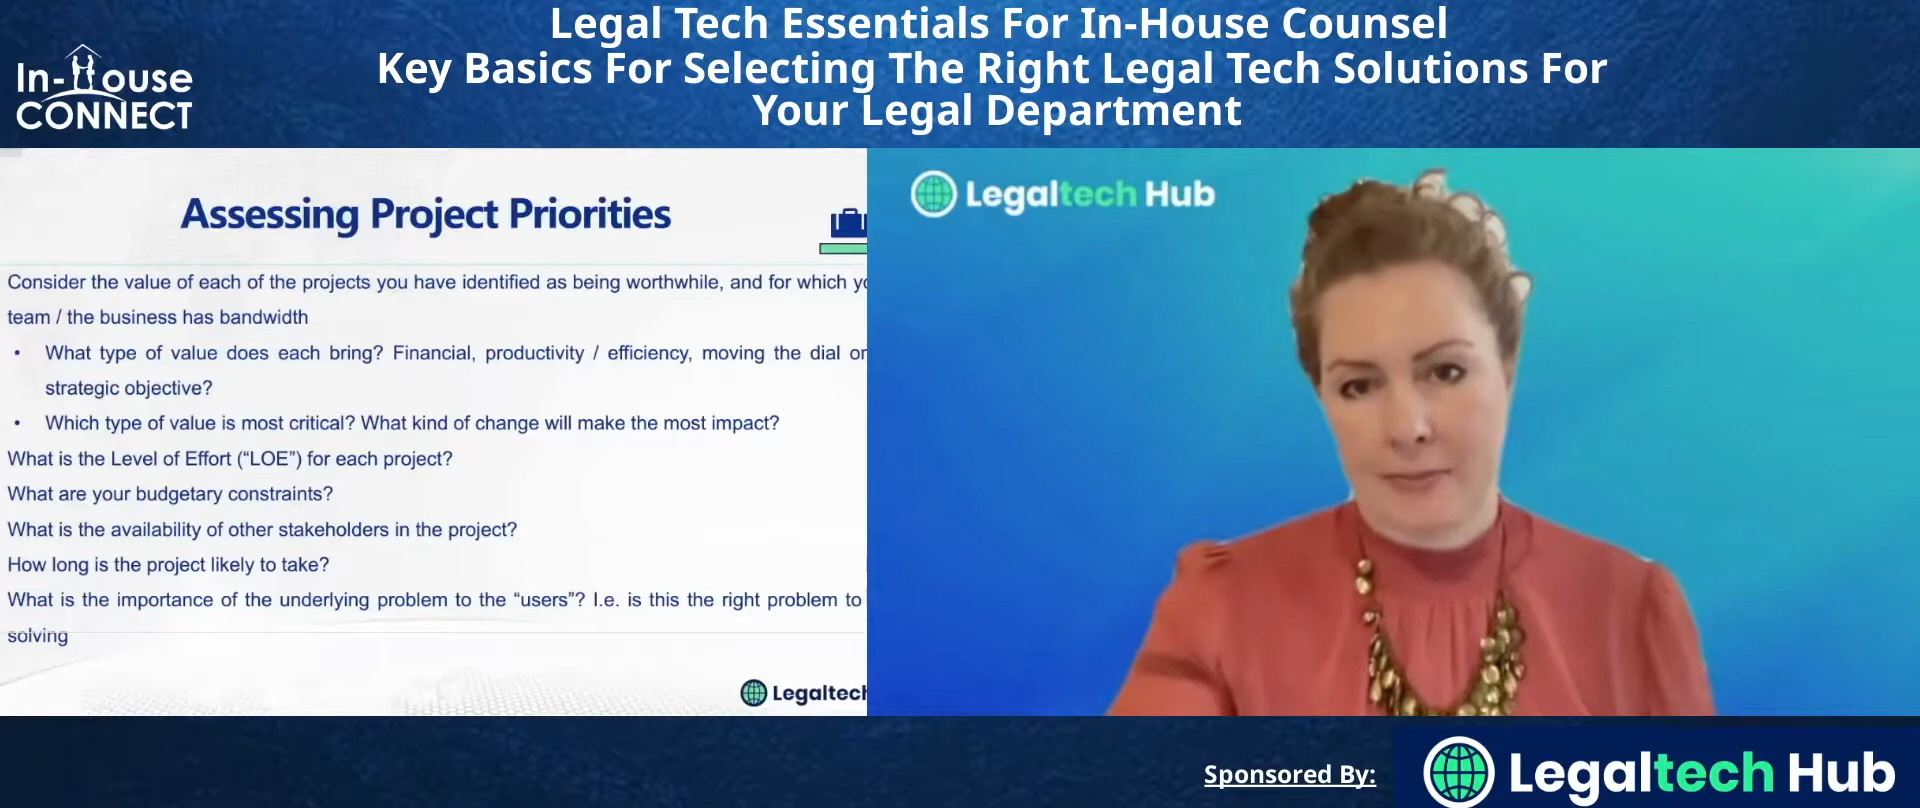 Legal Tech Essentials For In-House Counsel
Key Basics For Selecting The Right Legal Tech Solutions For
Your Legal Department
In-House
CONNECT
Assessing Project Priorities
Consider the value of each of the projects you have identified as being worthwhile, and for which
team / the business has bandwidth
• What type of value does each bring? Financial, productivity / efficiency, moving the dial
strategic objective?
• Which type of value is most critical? What kind of change will make the most impact?
What is the Level of Effort (“LOE”) for each project?
What are your budgetary constraints?
What is the availability of other stakeholders in the project?
How long is the project likely to take?
What is the importance of the underlying problem to the “users”? I.e. is this the right problem to
solving
Legaltech
Legaltech Hub
Sponsored By:
Legaltech Hub